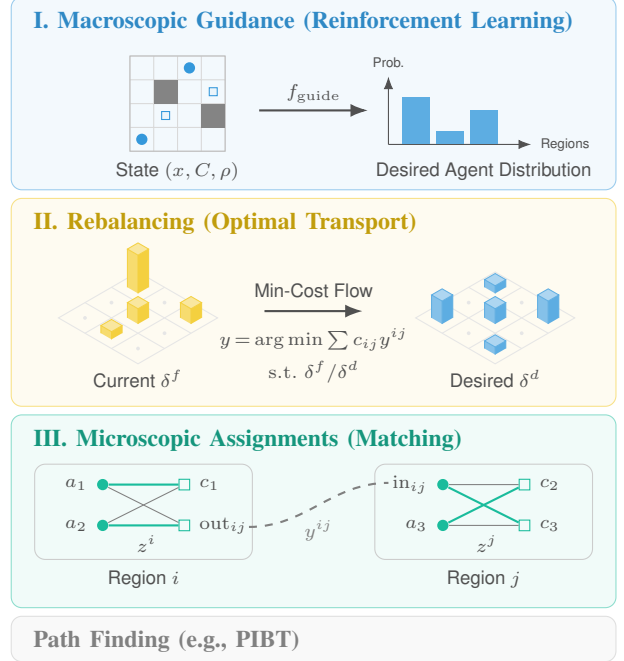 I. Macroscopic Guidance (Reinforcement Learning)
f_guide
State (x, C, ρ)
Prob.
Regions
Desired Agent Distribution
II. Rebalancing (Optimal Transport)
Min-Cost Flow
y = arg min ∑ c_ij y^ij
s.t. δ^f/δ^d
Current δ^f
Desired δ^d
III. Microscopic Assignments (Matching)
a_1 c_1
a_2 out_ij
z^i
Region i
y^ij
in_ij c_2
a_3 c_3
z^j
Region j
Path Finding (e.g., PIBT)